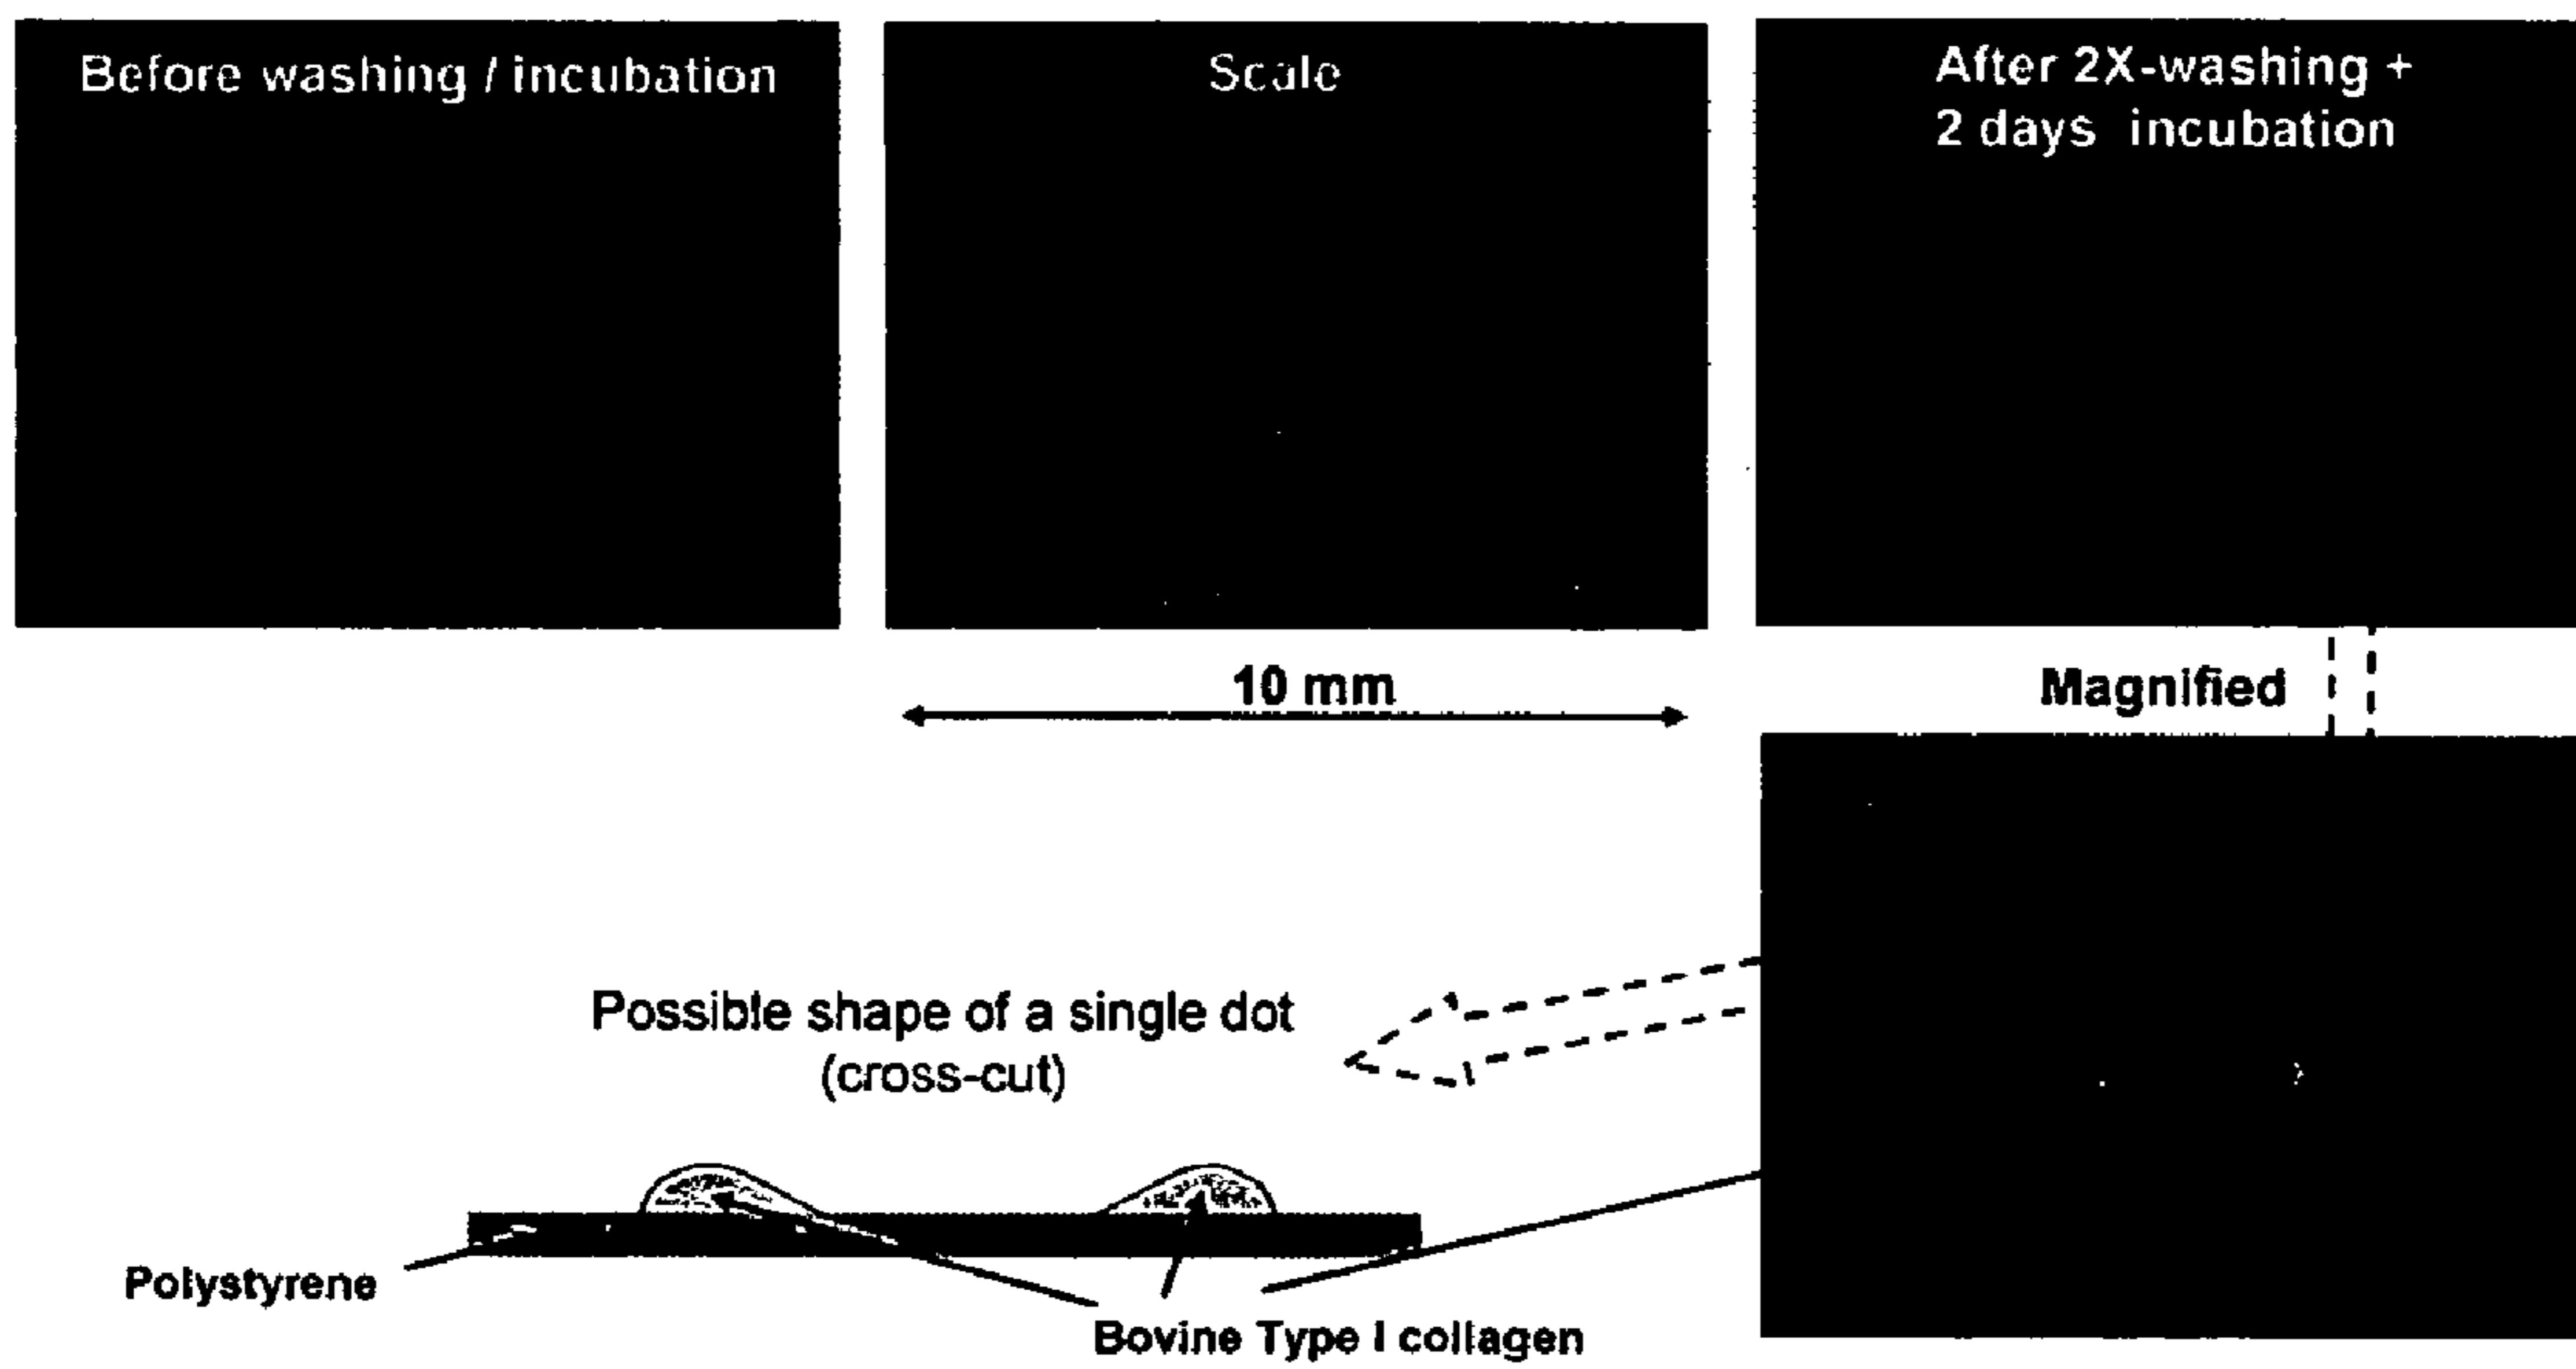 Before washing / incubation
Scale
After 2X-washing +
2 days incubation
10 mm
Magnified
Possible shape of a single dot
(cross-cut)
Polystyrene
Bovine Type I collagen